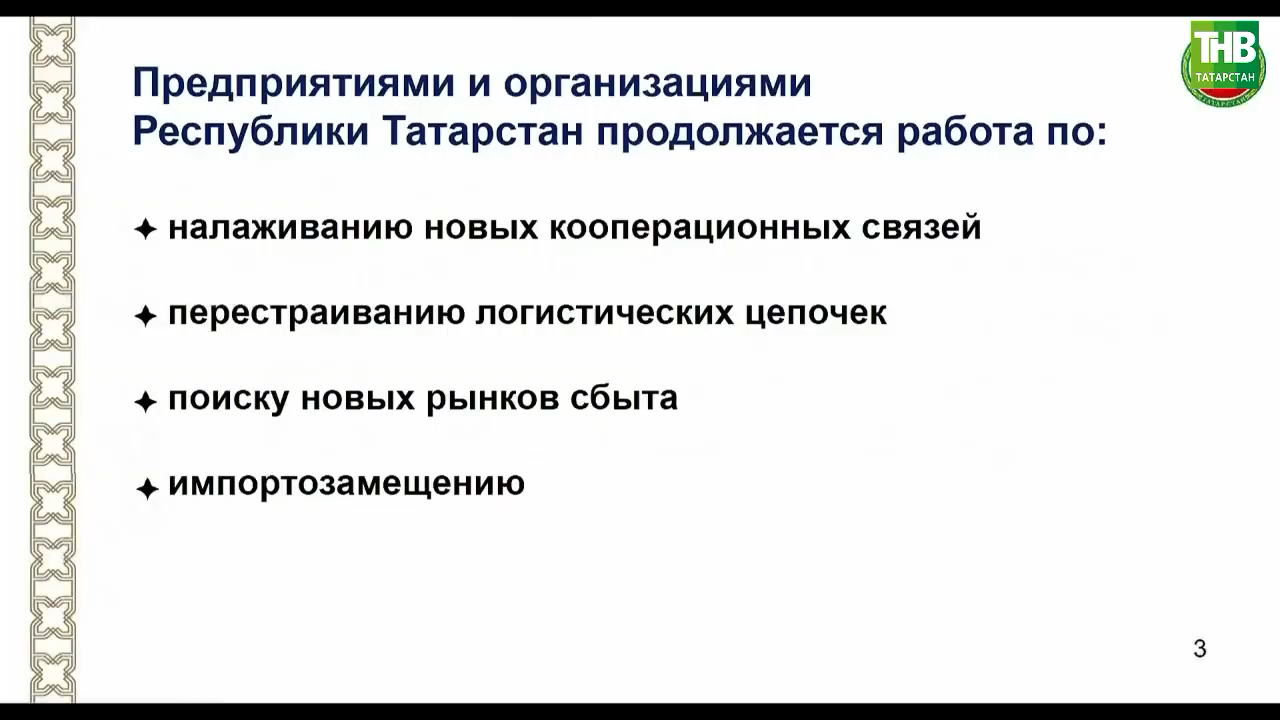 ТНВ
ТАТАРСТАН
ТАТАРСТАН
Предприятиями и организациями
Республики Татарстан продолжается работа по:
налаживанию новых кооперационных связей
перестраиванию логистических цепочек
поиску новых рынков сбыта
импортозамещению
3